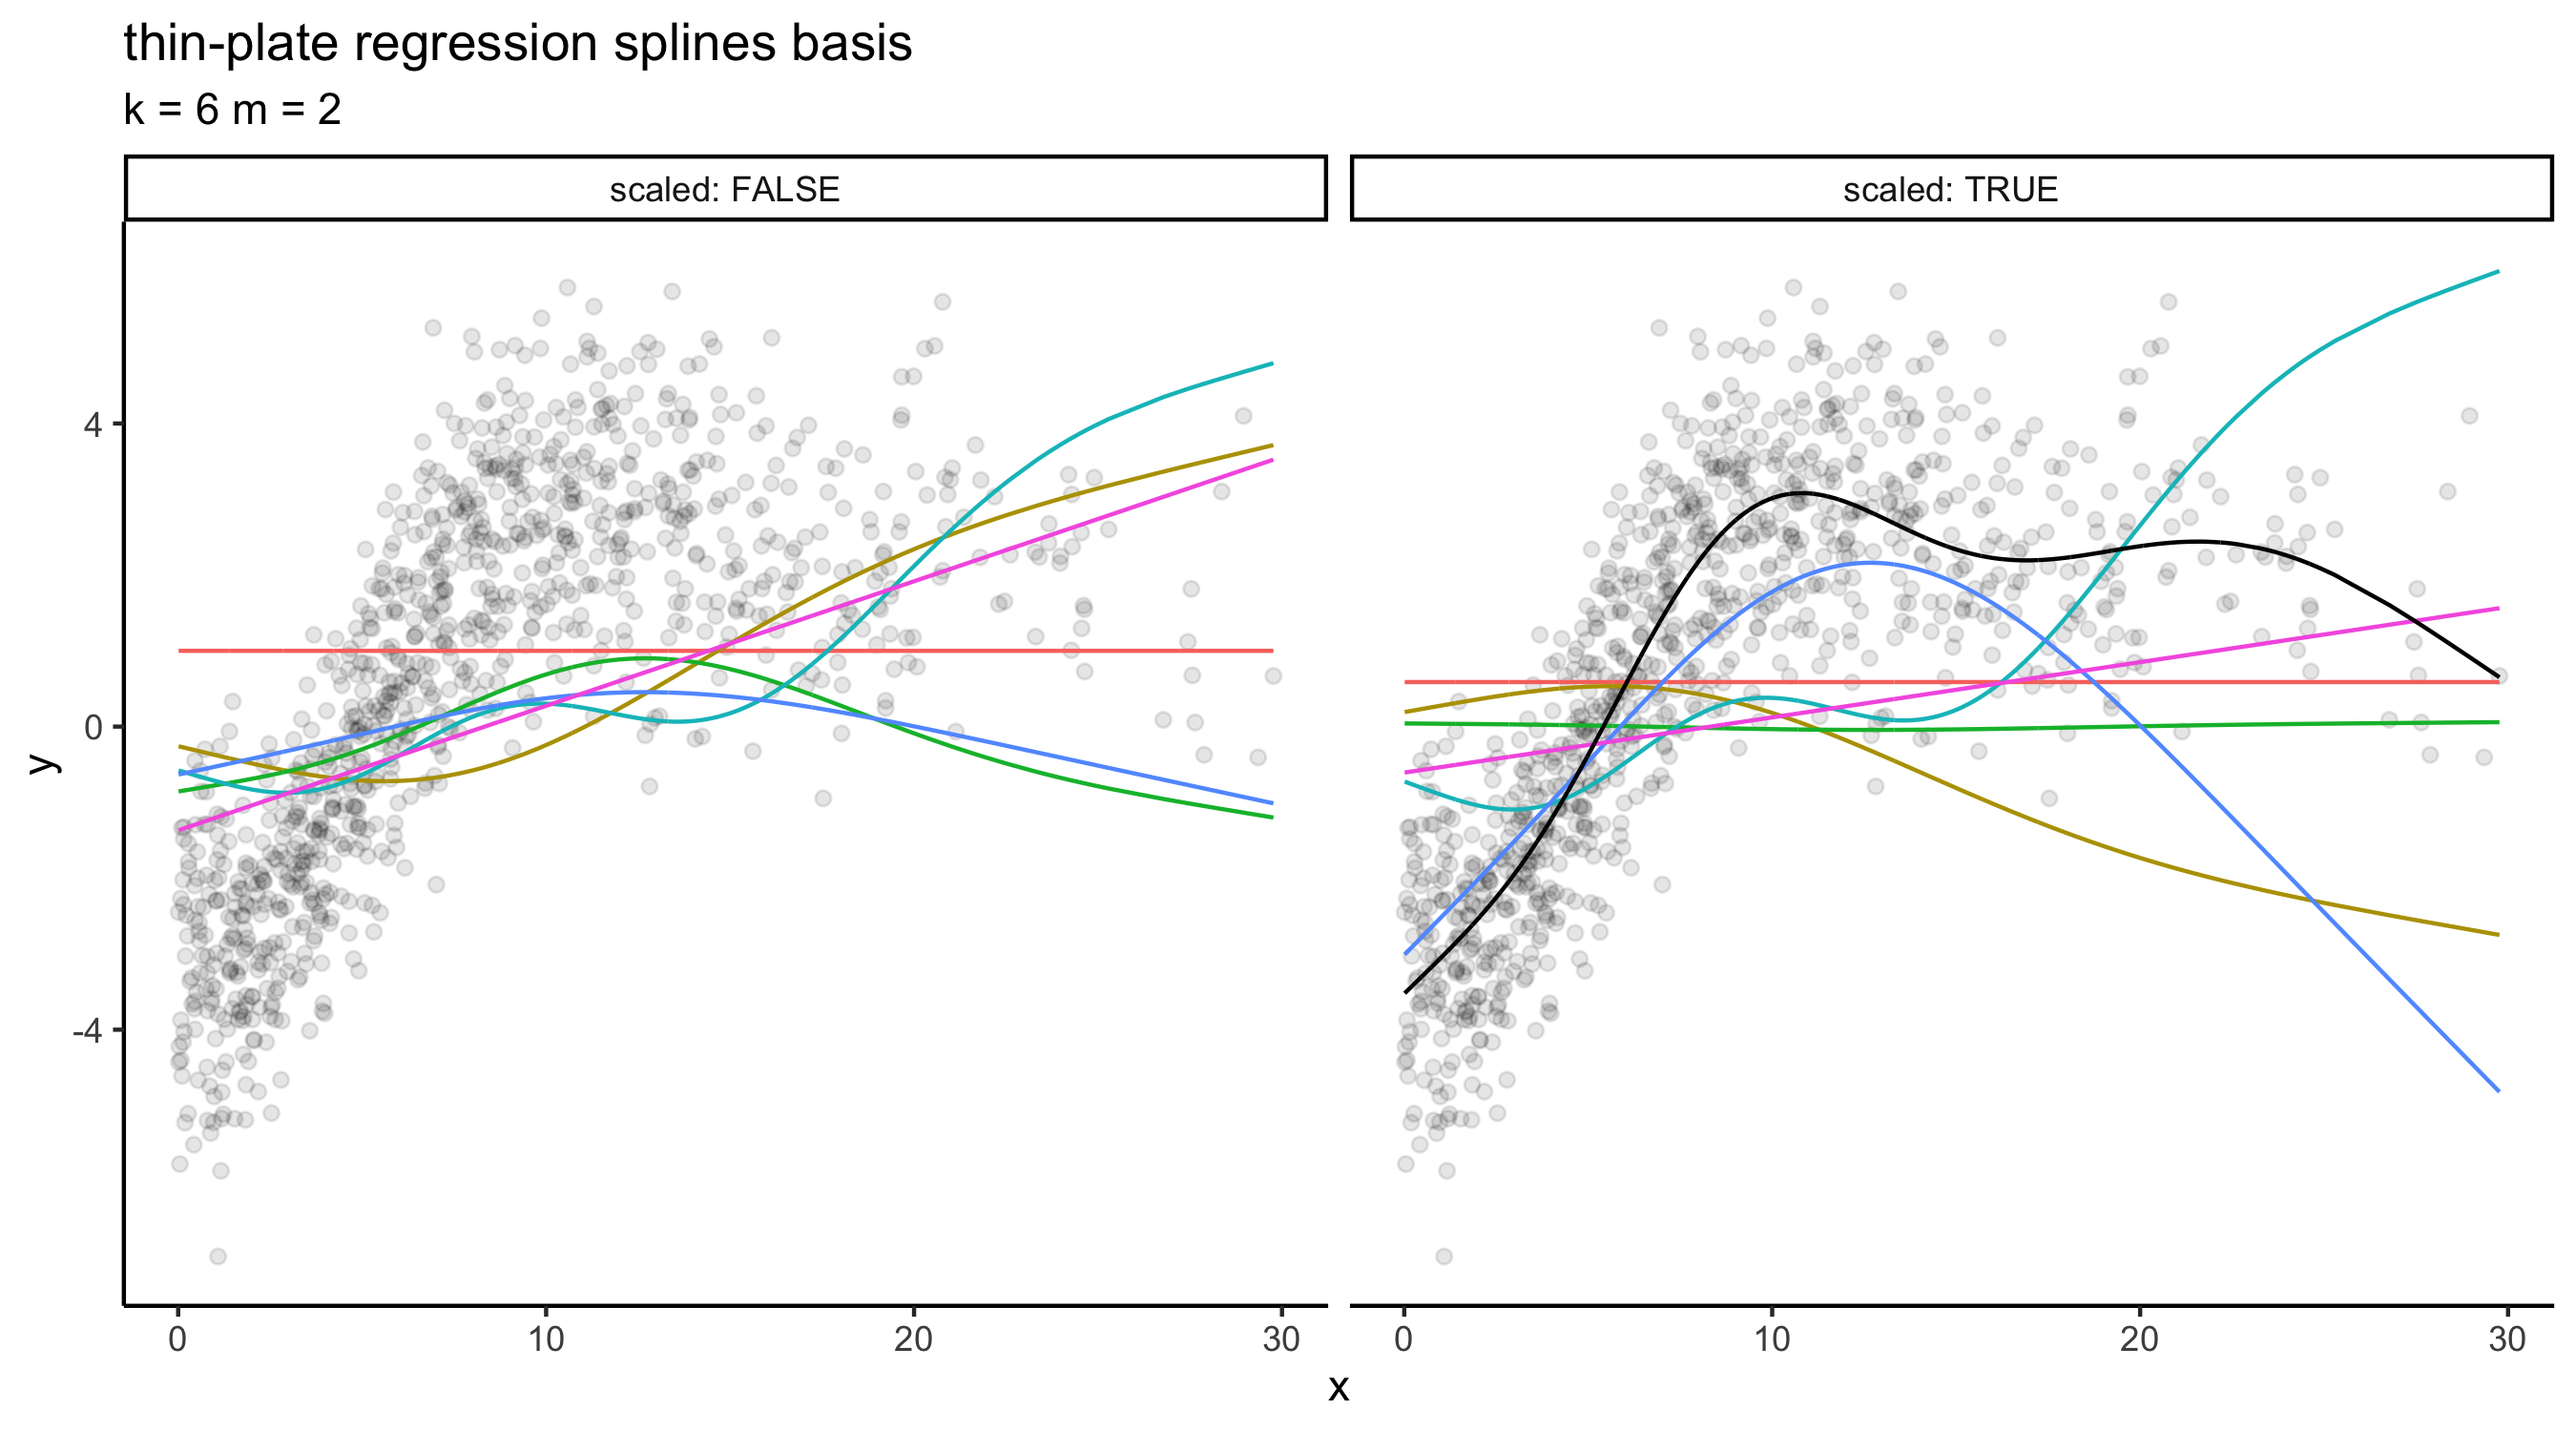 thin-plate regression splines basis
k = 6 m = 2
scaled: FALSE
scaled: TRUE
4
0
-4
y
0
10
20
30
0
10
20
30
x